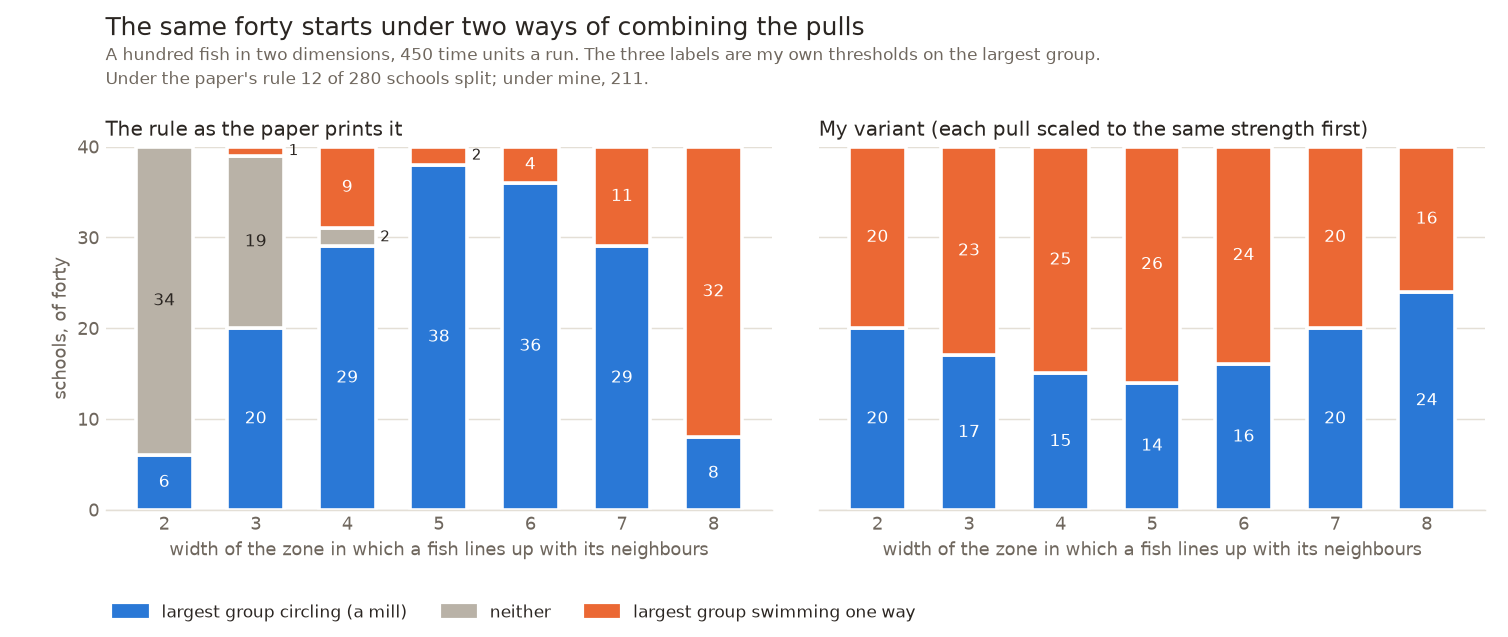 The same forty starts under two ways of combining the pulls
A hundred fish in two dimensions, 450 time units a run. The three labels are my own thresholds on the largest group.
Under the paper's rule 12 of 280 schools split; under mine, 211.
The rule as the paper prints it
schools, of forty
40
30
20
10
0
34
6
1
19
20
9
2
29
2
38
4
36
11
29
32
8
2 3 4 5 6 7 8
width of the zone in which a fish lines up with its neighbours
My variant (each pull scaled to the same strength first)
20
20
23
17
25
15
26
14
24
16
20
20
16
24
2 3 4 5 6 7 8
width of the zone in which a fish lines up with its neighbours
largest group circling (a mill)
neither
largest group swimming one way